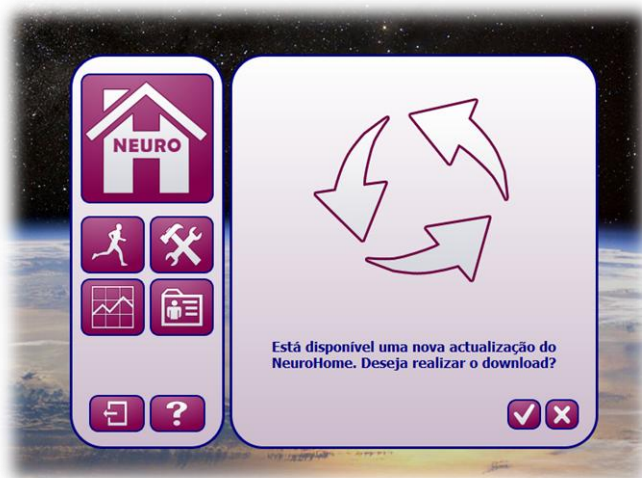 NEURO
Está disponível uma nova actualização do
NeuroHome. Deseja realizar o download?
?